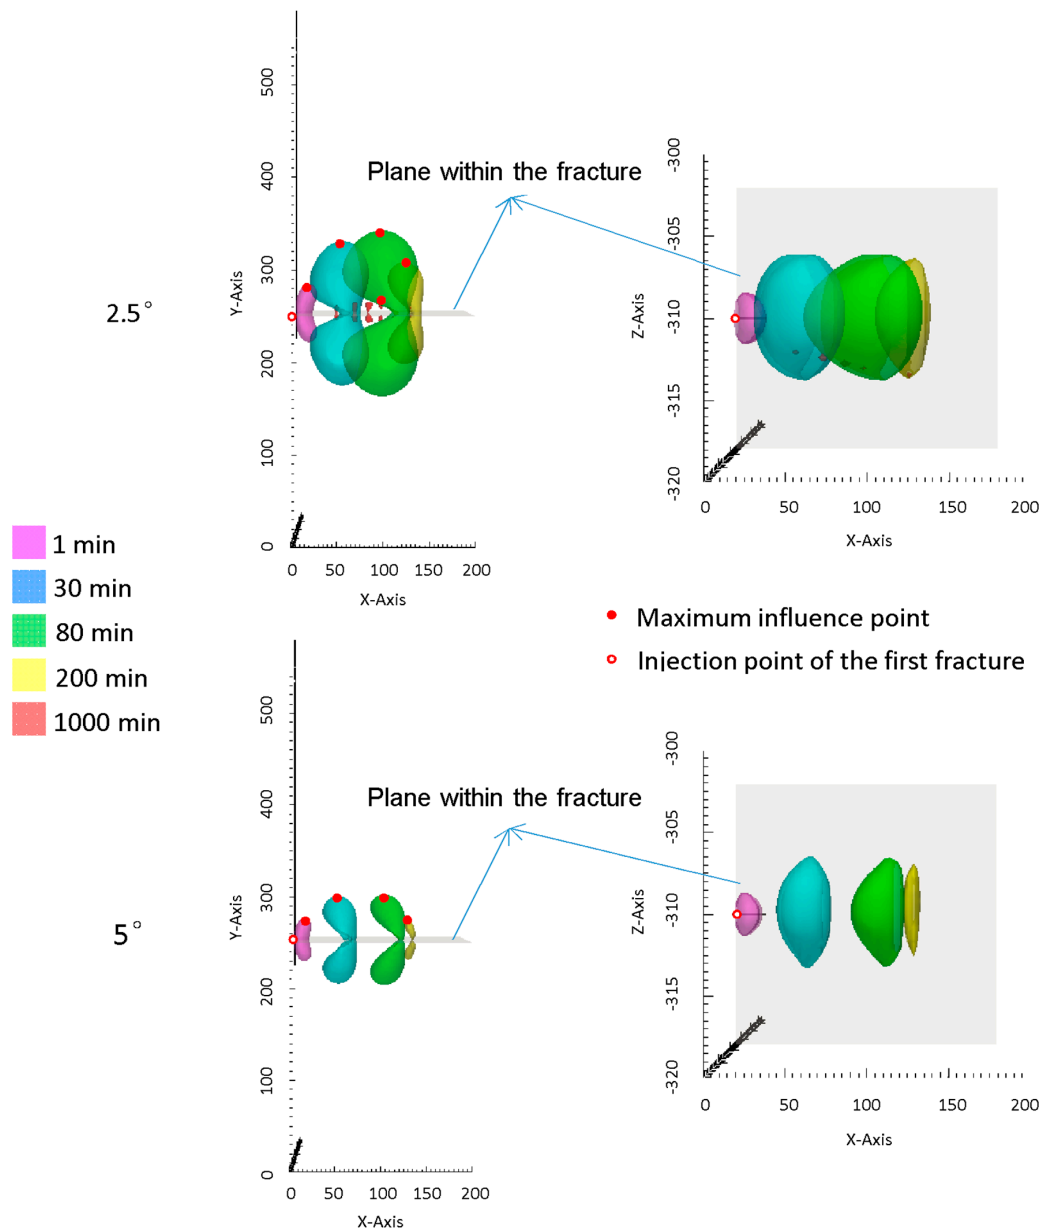 500
400
300
200
100
0
Y-Axis
0 50 100 150 200
X-Axis
2.5°
Plane within the fracture
-300
-305
-310
-315
-320
Z-Axis
0 50 100 150 200
X-Axis
1 min
30 min
80 min
200 min
1000 min
Maximum influence point
Injection point of the first fracture
500
400
300
200
100
0
Y-Axis
0 50 100 150 200
X-Axis
5°
Plane within the fracture
-300
-305
-310
-315
-320
Z-Axis
0 50 100 150 200
X-Axis